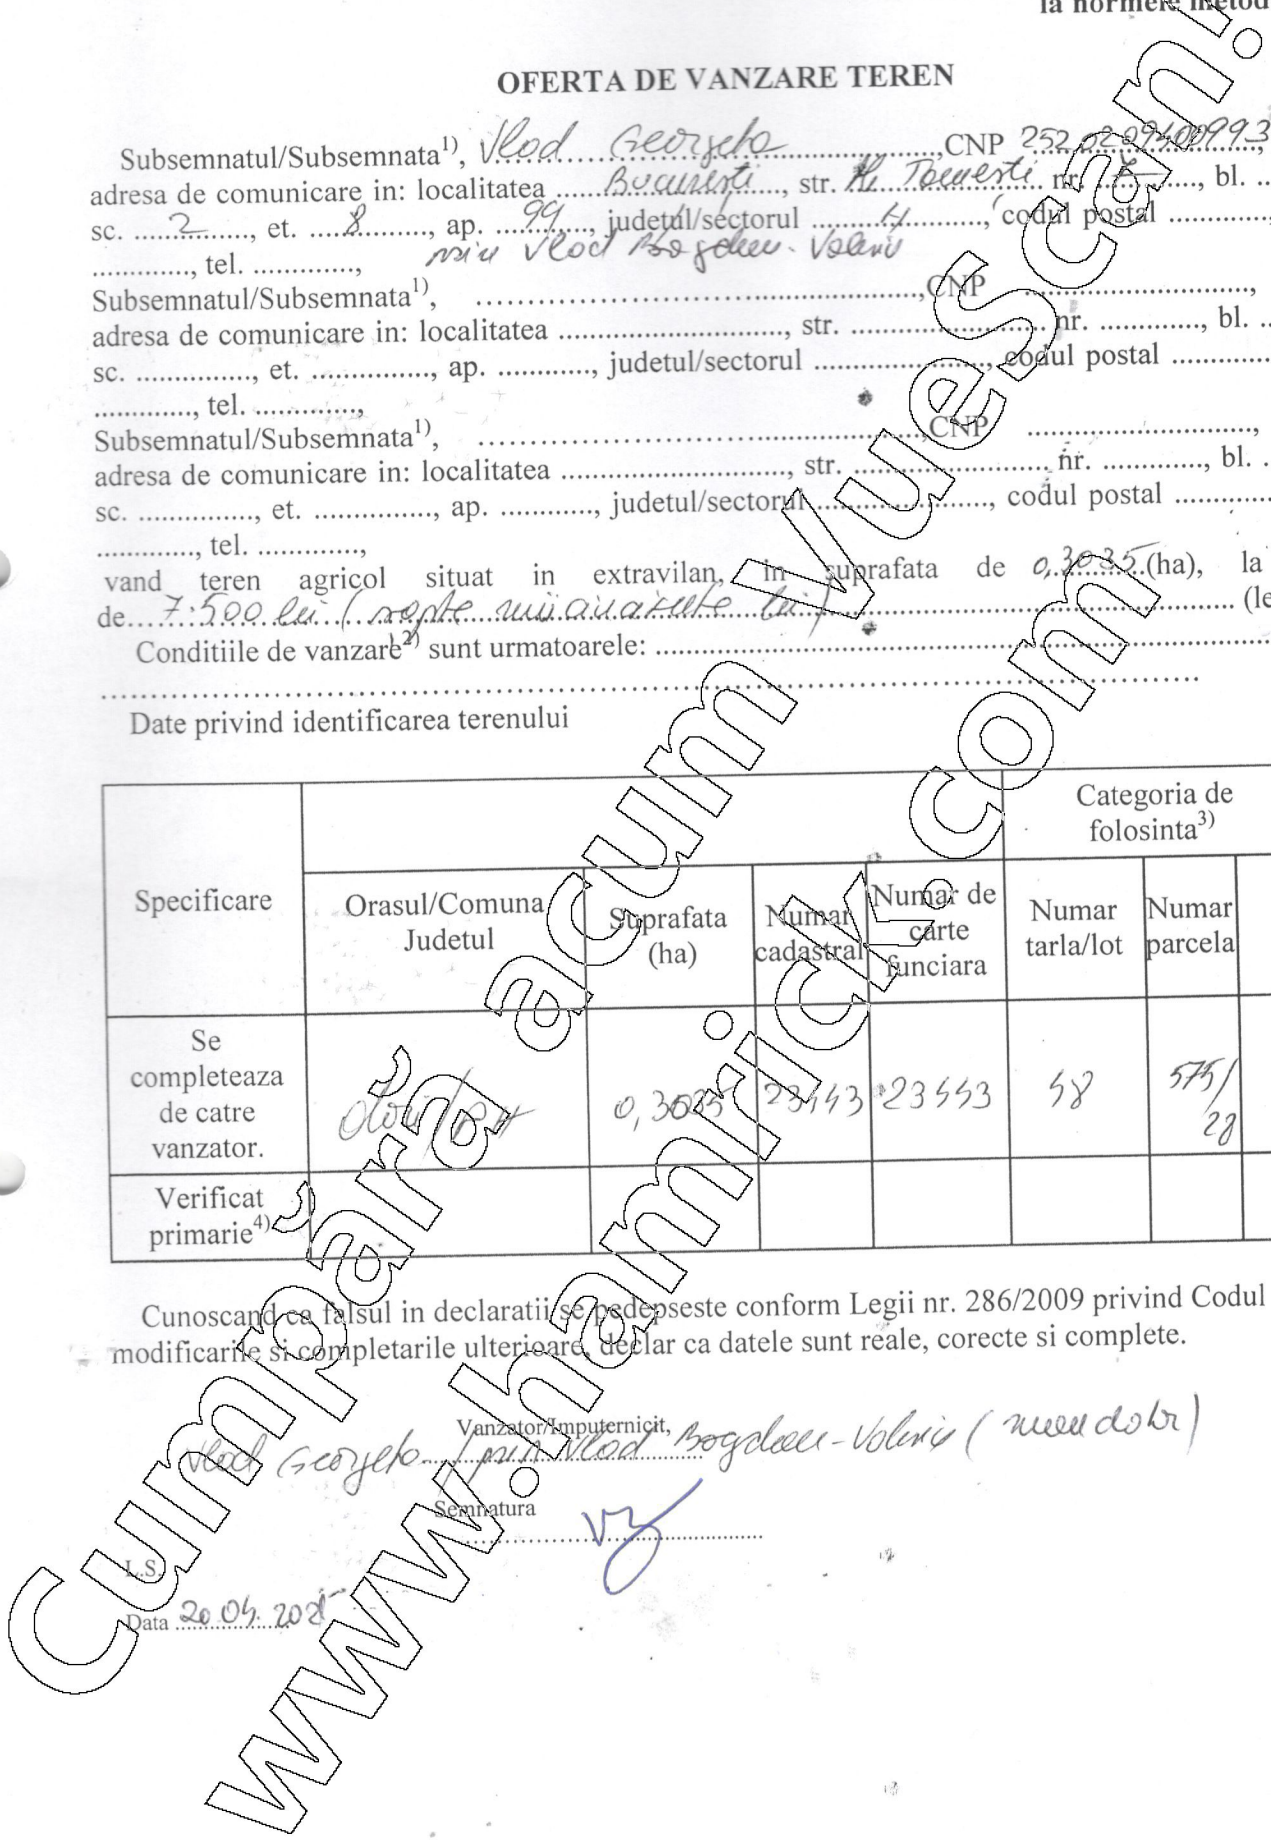 la normele metod
OFERTA DE VANZARE TEREN
Subsemnatul/Subsemnata1), Vlad Georgeta ,CNP 2520209400993,
adresa de comunicare in: localitatea Bucuresti, str. nr. , bl. ..
sc. 2, et. 8, ap. 99, judetul/sectorul 4, codul postal .............,
............., tel. .............., prin Vlad Bogdan-Valeriu
Subsemnatul/Subsemnata1), ........................................,CNP ..............................,
adresa de comunicare in: localitatea .............................., str. .......................... nr. .............., bl. ..
sc. ..............., et. ..............., ap. ............, judetul/sectorul ......................, codul postal .............
............., tel. ..............,
Subsemnatul/Subsemnata1), ........................................,CNP ..............................,
adresa de comunicare in: localitatea .............................., str. .......................... nr. .............., bl. .
sc. ..............., et. ..............., ap. ............, judetul/sectorul ......................, codul postal .............
............., tel. ..............,
vand teren agricol situat in extravilan, in suprafata de 0,3035 (ha), la
de 7.500 lei (sapte mii cinci sute lei) (le
Conditiile de vanzare2) sunt urmatoarele: ........................................
........................................
Date privind identificarea terenului
Categoria de
folosinta3)
Specificare
Orasul/Comuna
Judetul
Suprafata
(ha)
Numar
cadastral
Numar de
carte
funciara
Numar
tarla/lot
Numar
parcela
Se
completeaza
de catre
vanzator.
0,3035 23443 23443 48 575/
28
Verificat
primarie4)
Cunoscand ca falsul in declaratii se pedepseste conform Legii nr. 286/2009 privind Codul
modificarile si completarile ulterioare, declar ca datele sunt reale, corecte si complete.
Vanzator/Imputernicit,
Vlad Georgeta prin Vlad Bogdan-Valeriu (mandatar)
Semnatura
L.S.
Data 20.04.2021
Cumpără acum VueScan!
www.hamrick.com